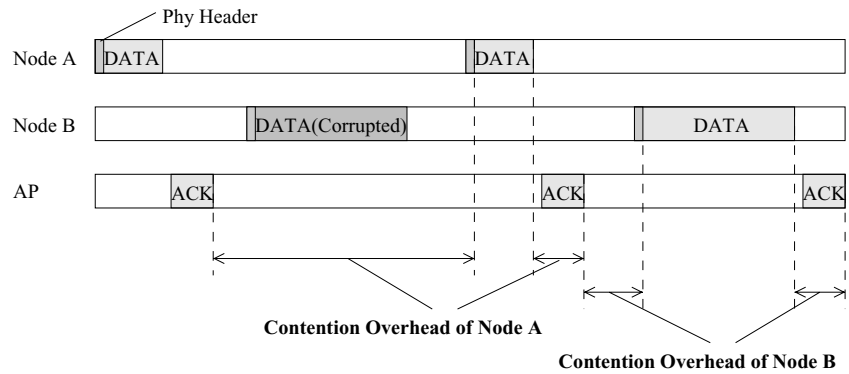 Phy Header
Node A
DATA
DATA
Node B
DATA(Corrupted)
DATA
AP
ACK
ACK
ACK
Contention Overhead of Node A
Contention Overhead of Node B